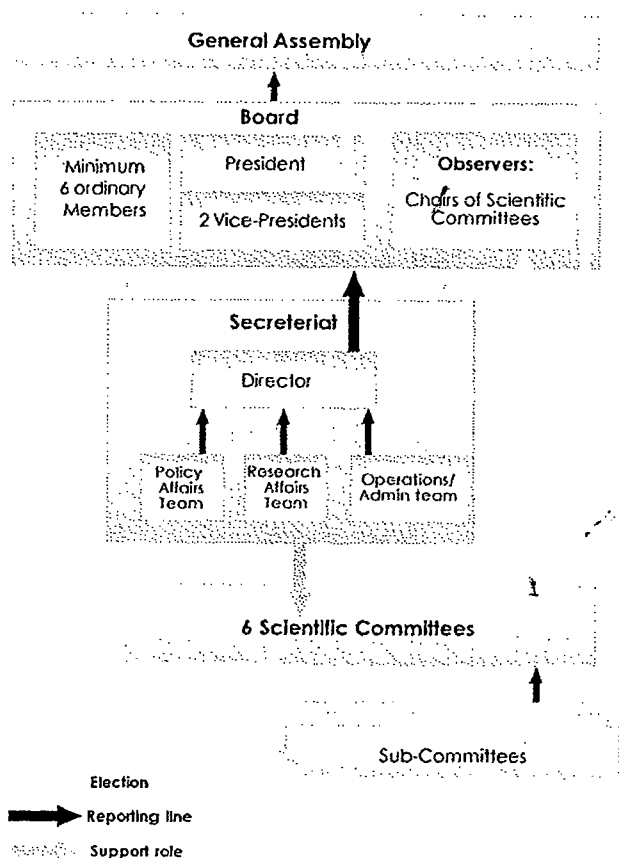 General Assembly
Board
Minimum
6 ordinary
Members
President
2 Vice-Presidents
Observers:
Chairs of Scientific
Committees
Secreterial
Director
Policy
Affairs
Team
Research
Affairs
Team
Operations/
Admin team
6 Scientific Committees
Sub-Committees
Election
Reporting line
Support role